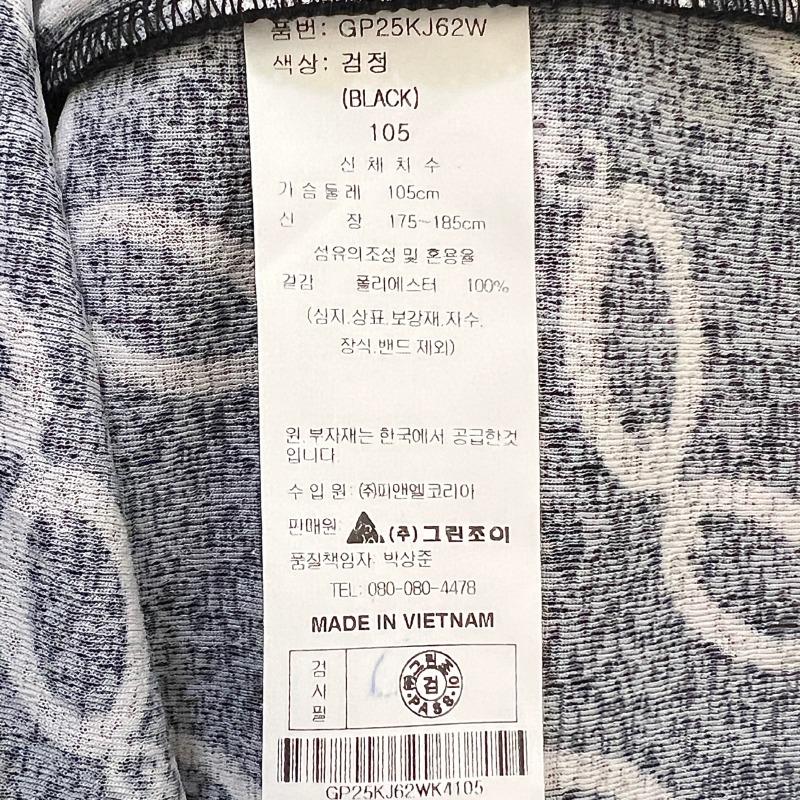 품번: GP25KJ62W
색상: 검정
(BLACK)
105
신 체 치 수
가 슴 둘 레 105cm
신 장 175~185cm
섬유의조성 및 혼용율
겉감 폴리에스터 100%
(심지.상표.보강재.자수.
장식.밴드 제외)
원.부자재는 한국에서 공급한것
입니다.
수 입 원: (주)피앤엘코리아
판매원: (주)그린조이
품질책임자: 박상준
TEL: 080-080-4478
MADE IN VIETNAM
검
사
필
그린조이
검
PASS
GP25KJ62WK4105